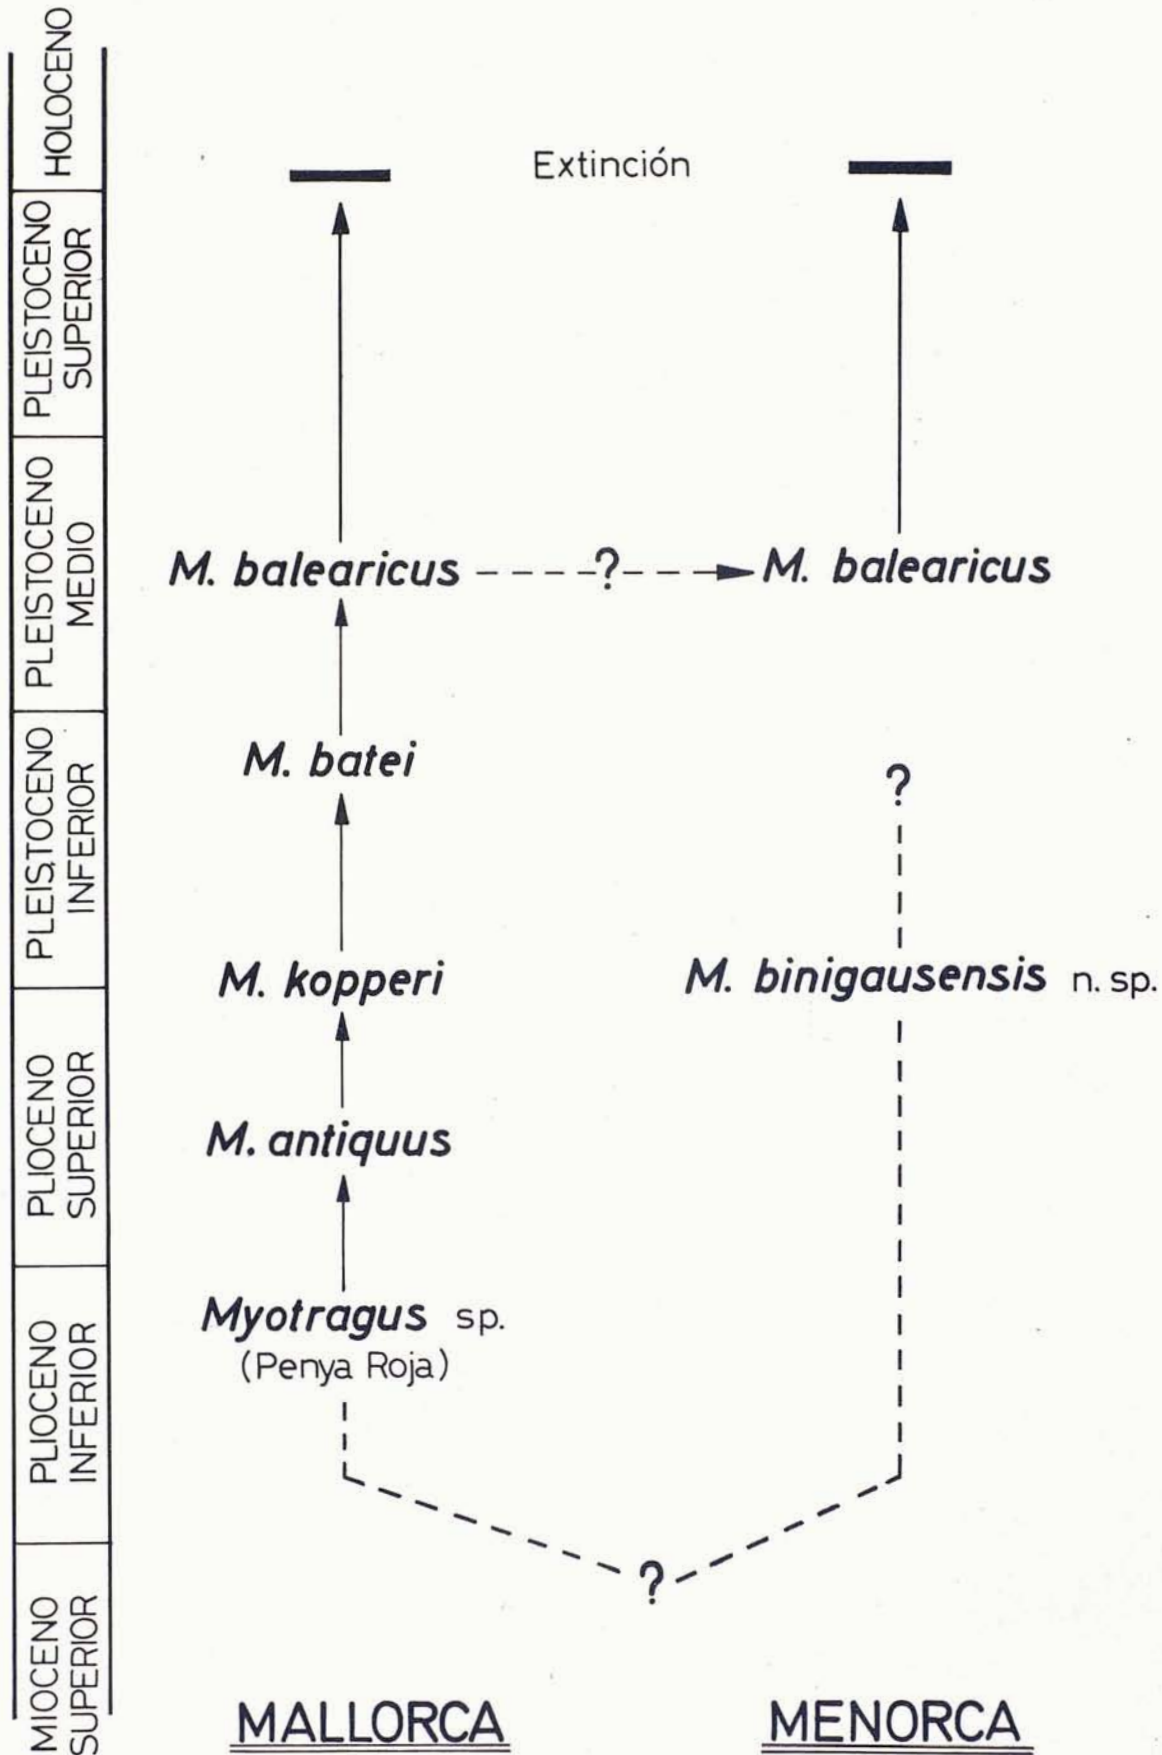 HOLOCENO
PLEISTOCENO
SUPERIOR
PLEISTOCENO
MEDIO
PLEISTOCENO
INFERIOR
PLIOCENO
SUPERIOR
PLIOCENO
INFERIOR
MIOCENO
SUPERIOR
Extinción
M. balearicus ? M. balearicus
M. batei
?
M. kopperi
M. binigausensis n. sp.
M. antiquus
Myotragus sp.
(Penya Roja)
?
MALLORCA
MENORCA